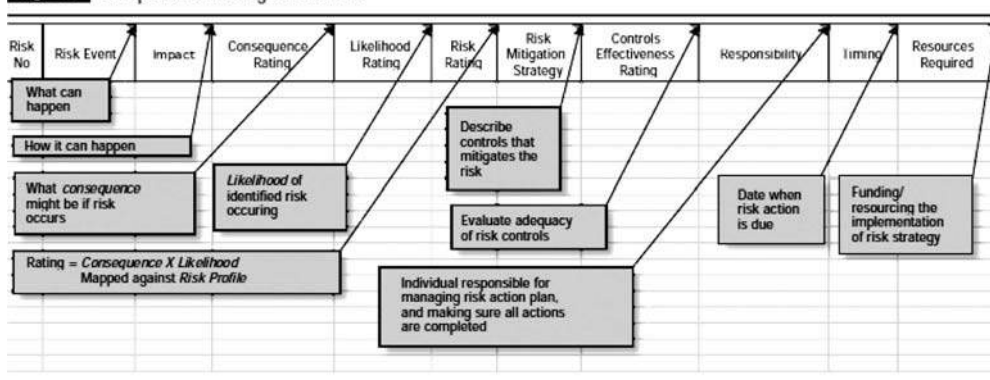 Risk No
Risk Event
Impact
Consequence Rating
Likelihood Rating
Risk Rating
Risk Mitigation Strategy
Controls Effectiveness Rating
Responsibility
Timing
Resources Required
What can
happen
How it can happen
What consequence
might be if risk
occurs
Likelihood of
identified risk
occuring
Describe
controls that
mitigates the
risk
Evaluate adequacy
of risk controls
Date when
risk action
is due
Funding/
resourcing the
implementation
of risk strategy
Rating = Consequence X Likelihood
Mapped against Risk Profile
Individual responsible for
managing risk action plan,
and making sure all actions
are completed